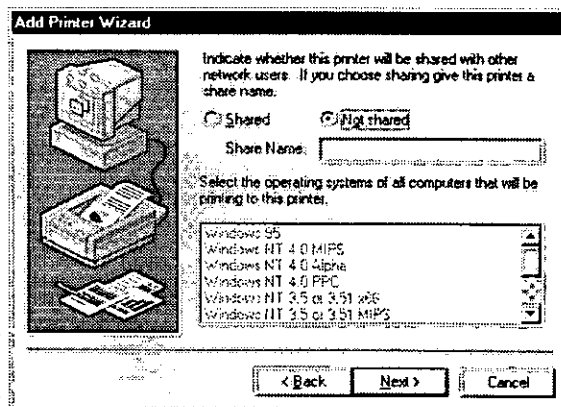 Add Printer Wizard
Indicate whether this printer will be shared with other
network users. If you choose sharing give this printer a
share name.
Shared Not shared
Share Name:
Select the operating systems of all computers that will be
printing to this printer.
Windows 95
Windows NT 4.0 MIPS
Windows NT 4.0 Alpha
Windows NT 4.0 PPC
Windows NT 3.5 or 3.51 x86
Windows NT 3.5 or 3.51 MIPS
< Back Next > Cancel